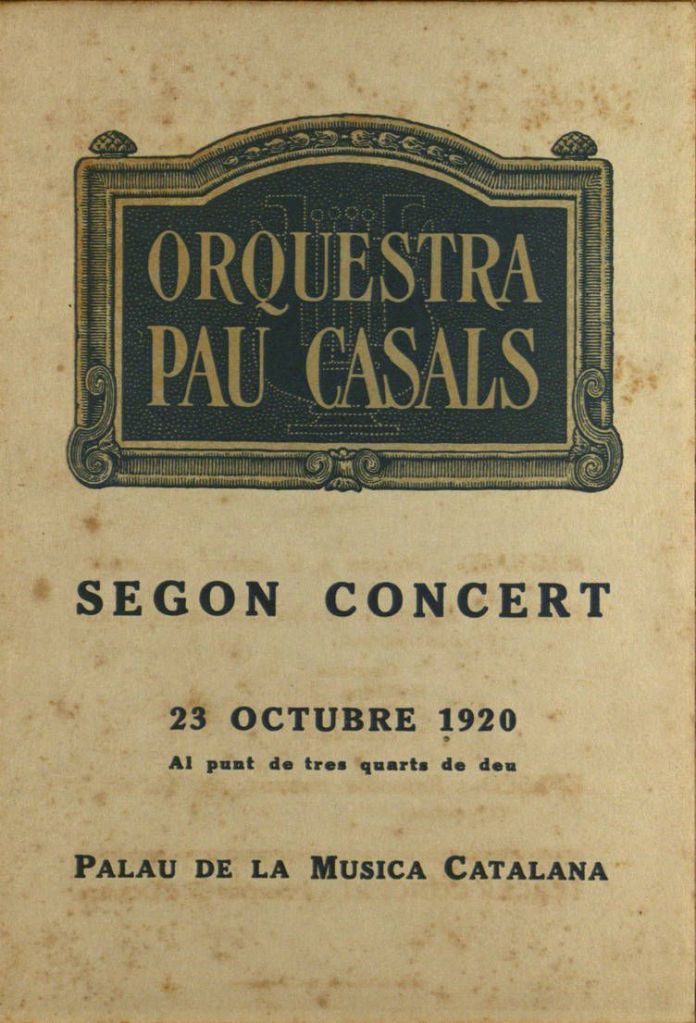 ORQUESTRA
PAU CASALS
SEGON CONCERT
23 OCTUBRE 1920
Al punt de tres quarts de deu
PALAU DE LA MUSICA CATALANA